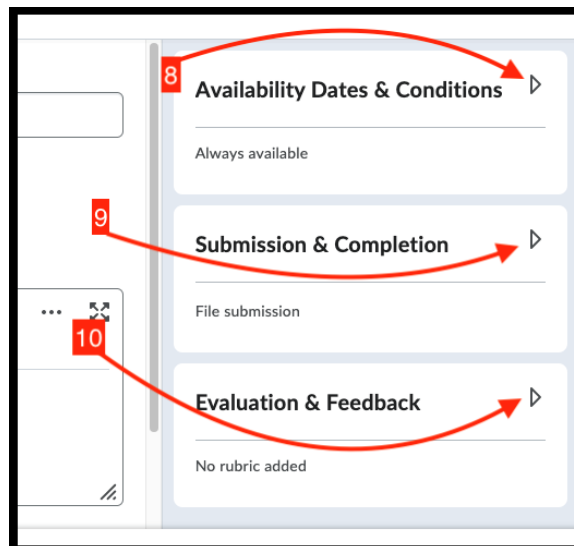 8
Availability Dates & Conditions
Always available
9
Submission & Completion
File submission
10
Evaluation & Feedback
No rubric added